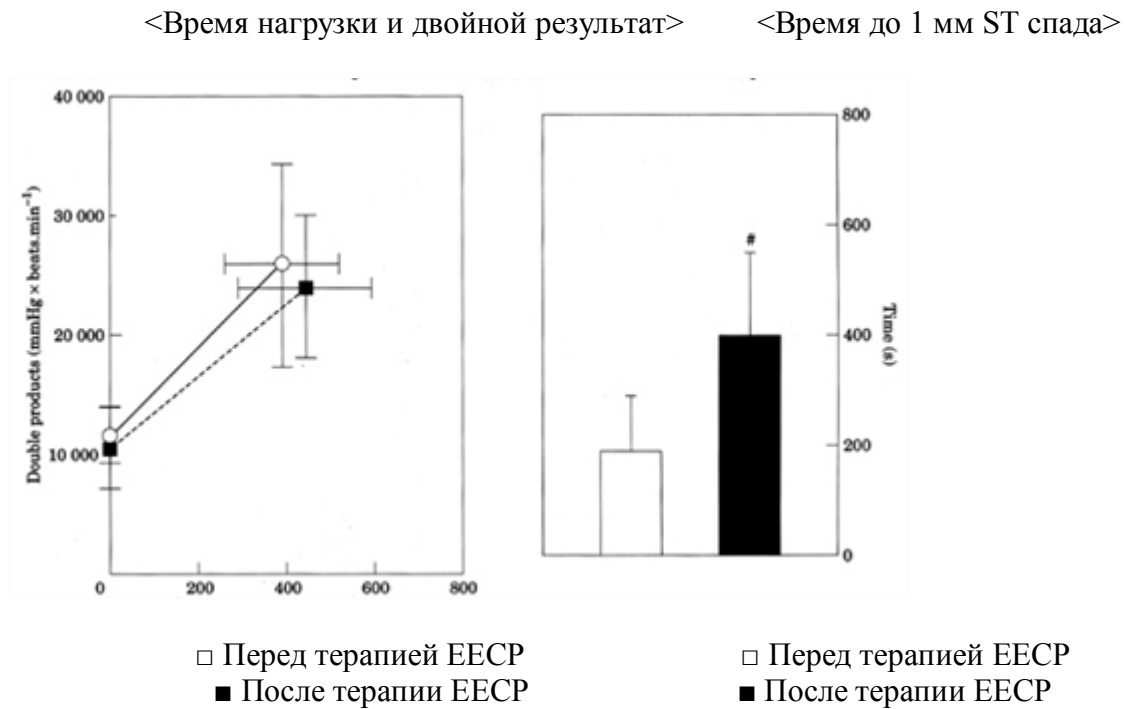 <Время нагрузки и двойной результат> <Время до 1 мм ST спада>
40 000
30 000
20 000
10 000
Double products (mmHg × beats.min⁻¹)
0 200 400 600 800
800
600
400
200
0
#
Time (s)
□ Перед терапией EECP
■ После терапии EECP
□ Перед терапией EECP
■ После терапии EECP